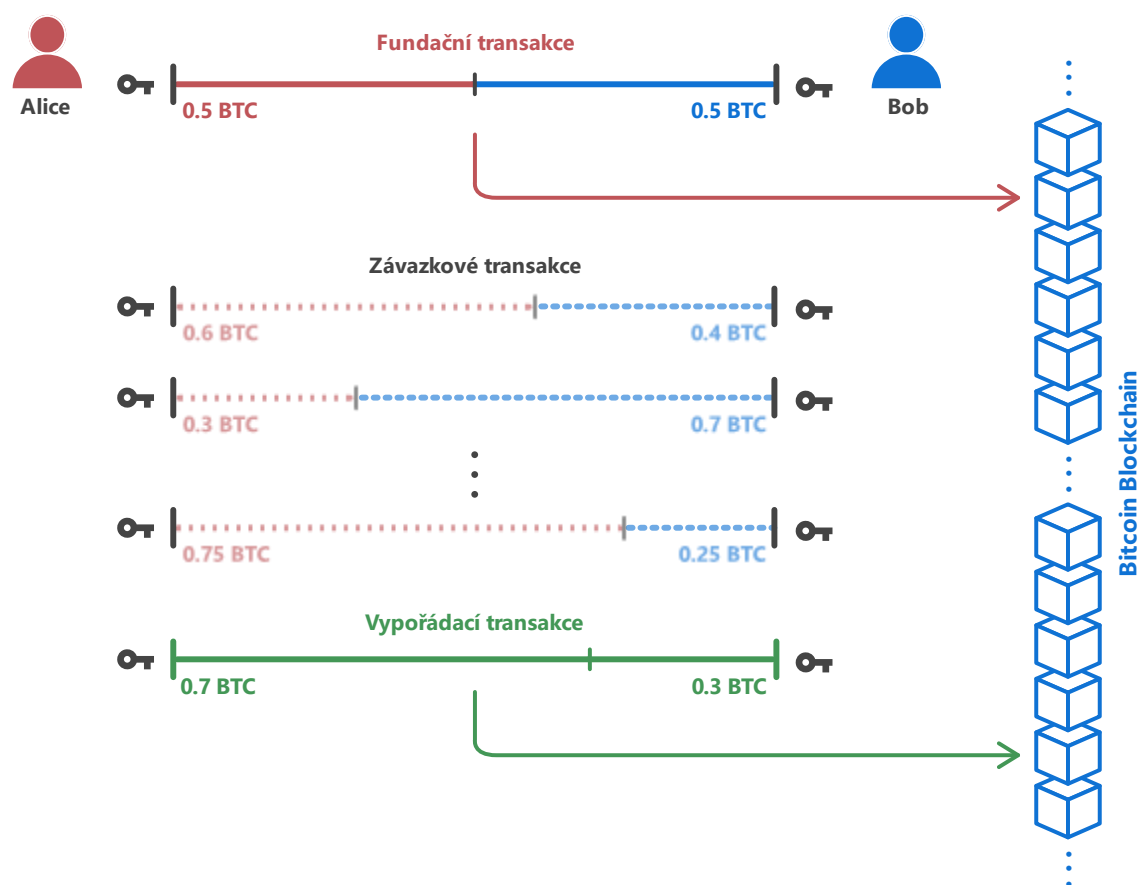 Fundační transakce
Alice
Bob
0.5 BTC
0.5 BTC
Závazkové transakce
0.6 BTC
0.4 BTC
0.3 BTC
0.7 BTC
0.75 BTC
0.25 BTC
Vypořádací transakce
0.7 BTC
0.3 BTC
Bitcoin Blockchain